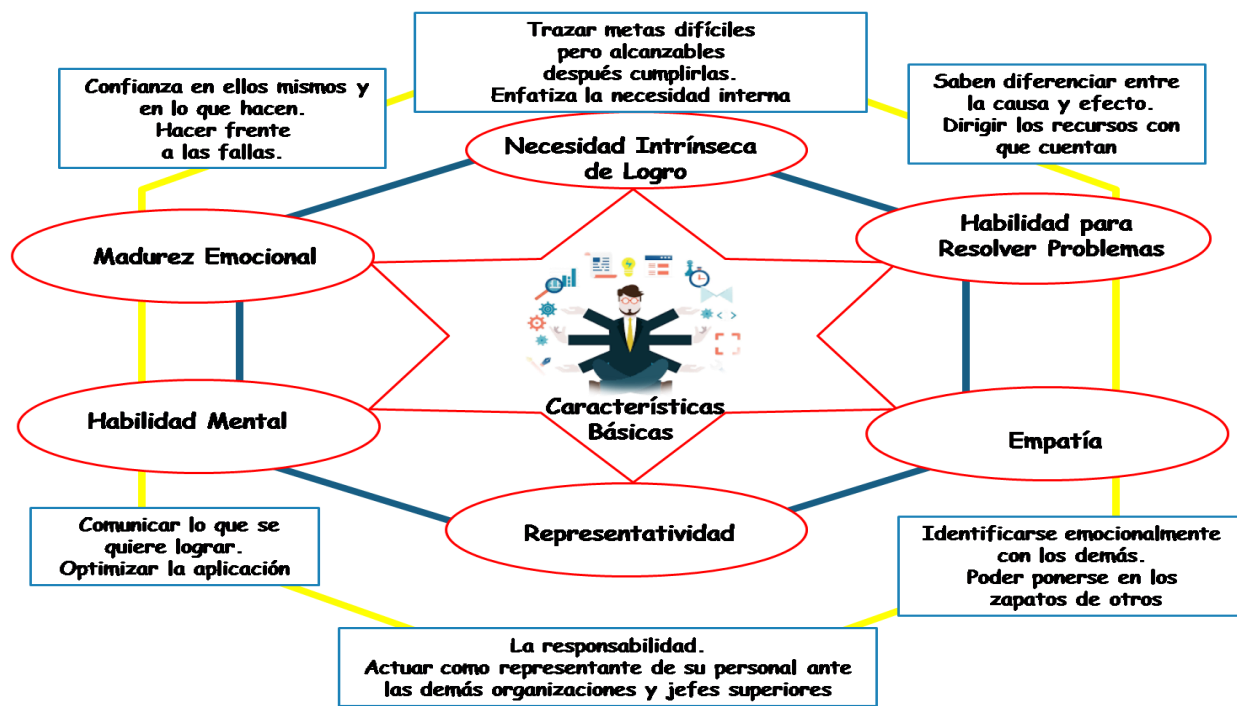 Trazar metas difíciles
pero alcanzables
después cumplirlas.
Enfatiza la necesidad interna
Confianza en ellos mismos y
en lo que hacen.
Hacer frente
a las fallas.
Saben diferenciar entre
la causa y efecto.
Dirigir los recursos con
que cuentan
Necesidad Intrínseca
de Logro
Madurez Emocional
Habilidad para
Resolver Problemas
Características
Básicas
Habilidad Mental
Empatía
Representatividad
Comunicar lo que se
quiere lograr.
Optimizar la aplicación
Identificarse emocionalmente
con los demás.
Poder ponerse en los
zapatos de otros
La responsabilidad.
Actuar como representante de su personal ante
las demás organizaciones y jefes superiores